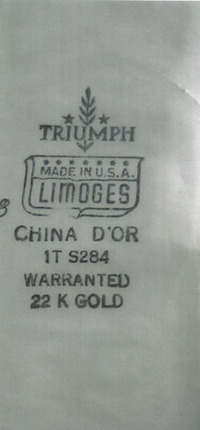 TRIUMPH
MADE IN U.S.A.
LIMOGES
CHINA D'OR
1T S284
WARRANTED
22 K GOLD